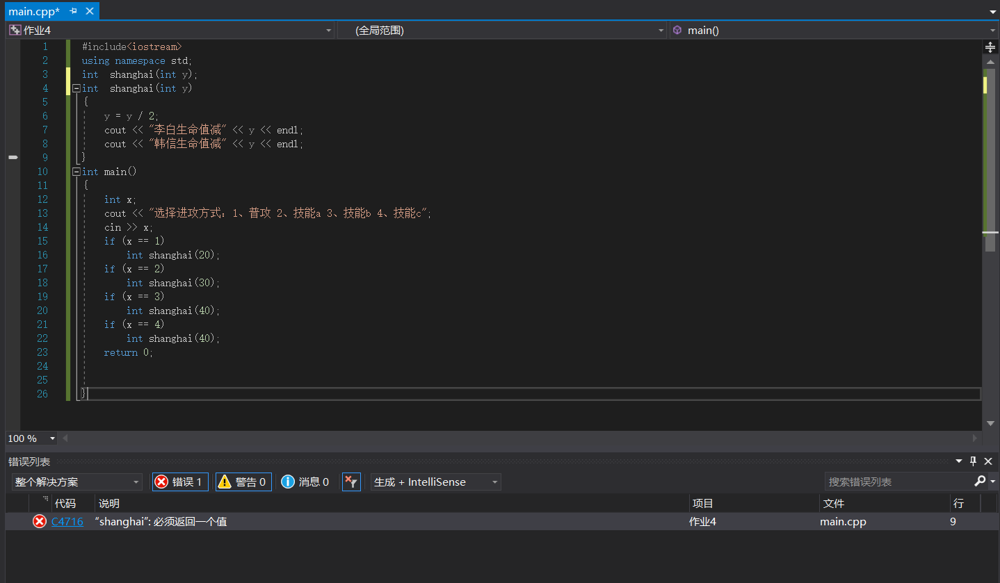 main.cpp*
作业4 (全局范围) main()
1 #include<iostream>
2 using namespace std;
3 int  shanghai(int y);
4 int  shanghai(int y)
5 {
6 y = y / 2;
7 cout << "李白生命值减" << y << endl;
8 cout << "韩信生命值减" << y << endl;
9 }
10 int main()
11 {
12 int x;
13 cout << "选择进攻方式：1、普攻 2、技能a 3、技能b 4、技能c";
14 cin >> x;
15 if (x == 1)
16 int shanghai(20);
17 if (x == 2)
18 int shanghai(30);
19 if (x == 3)
20 int shanghai(40);
21 if (x == 4)
22 int shanghai(40);
23 return 0;
24
25
26 }
100 %
错误列表
整个解决方案 错误 1 警告 0 消息 0 生成 + IntelliSense 搜索错误列表
代码 说明 项目 文件 行
C4716 “shanghai”: 必须返回一个值 作业4 main.cpp 9